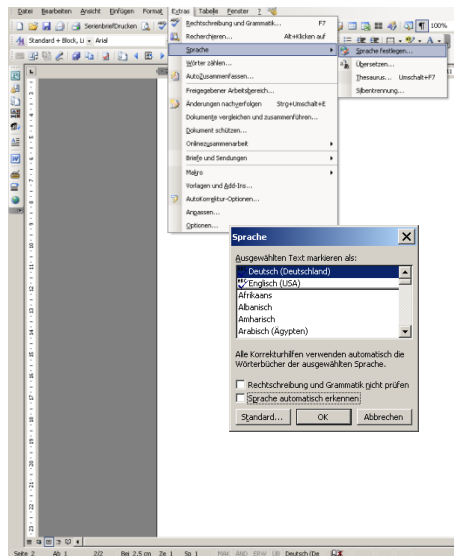 Datei Bearbeiten Ansicht Einfügen Format Extras Tabelle Fenster ?
Serienbrief Drucken
100%
Standard + Block, Li Arial
Rechtschreibung und Grammatik... F7
Recherchieren... Alt+Klicken auf
Sprache
Wörter zählen...
AutoZusammenfassen...
Freigegebener Arbeitsbereich...
Änderungen nachverfolgen Strg+Umschalt+E
Dokumente vergleichen und zusammenführen...
Dokument schützen...
Onlinezusammenarbeit
Briefe und Sendungen
Makro
Vorlagen und Add-Ins...
AutoKorrektur-Optionen...
Anpassen...
Optionen...
Sprache festlegen...
Übersetzen...
Thesaurus... Umschalt+F7
Silbentrennung...
Sprache
Ausgewählten Text markieren als:
Deutsch (Deutschland)
Englisch (USA)
Afrikaans
Albanisch
Amharisch
Arabisch (Ägypten)
Alle Korrekturhilfen verwenden automatisch die
Wörterbücher der ausgewählten Sprache.
Rechtschreibung und Grammatik nicht prüfen
Sprache automatisch erkennen
Standard... OK Abbrechen
Seite 2 Ab 1 2/2 Bei 2,5 cm Ze 1 Sp 1 MAK ÄND ERW ÜB Deutsch (De